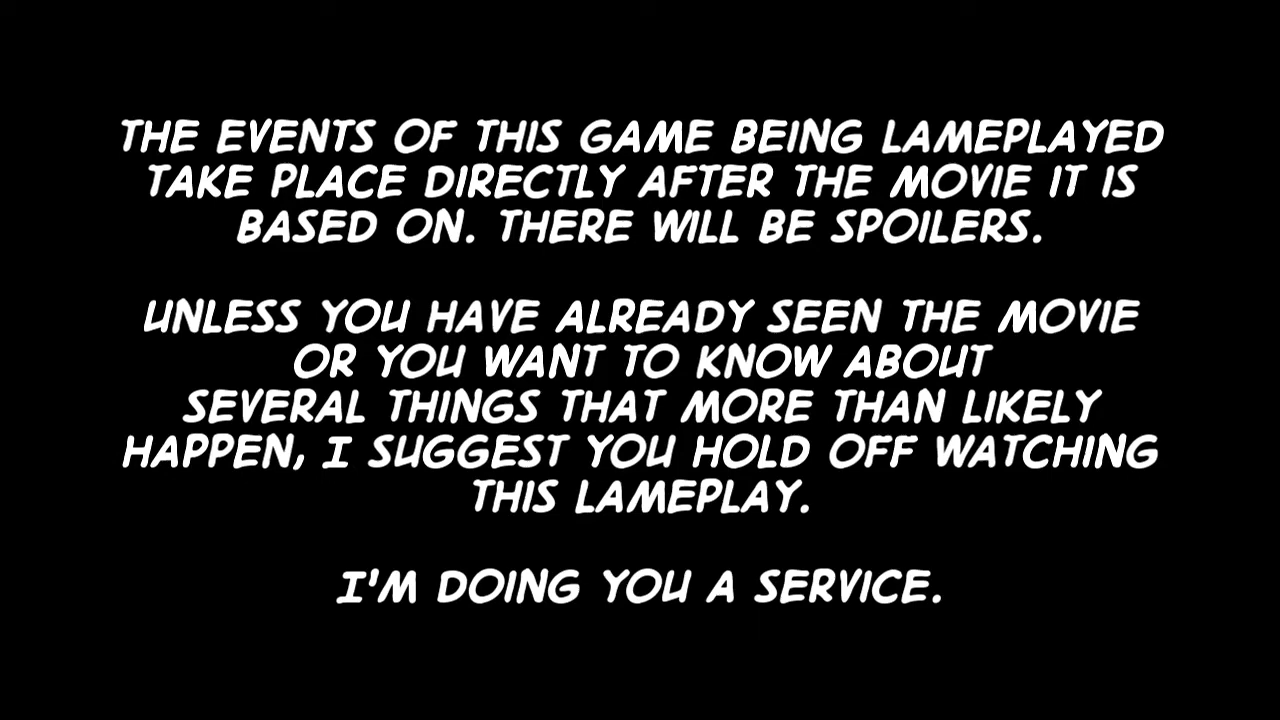 THE EVENTS OF THIS GAME BEING LAMEPLAYED
TAKE PLACE DIRECTLY AFTER THE MOVIE IT IS
BASED ON. THERE WILL BE SPOILERS.
UNLESS YOU HAVE ALREADY SEEN THE MOVIE
OR YOU WANT TO KNOW ABOUT
SEVERAL THINGS THAT MORE THAN LIKELY
HAPPEN, I SUGGEST YOU HOLD OFF WATCHING
THIS LAMEPLAY.
I'M DOING YOU A SERVICE.